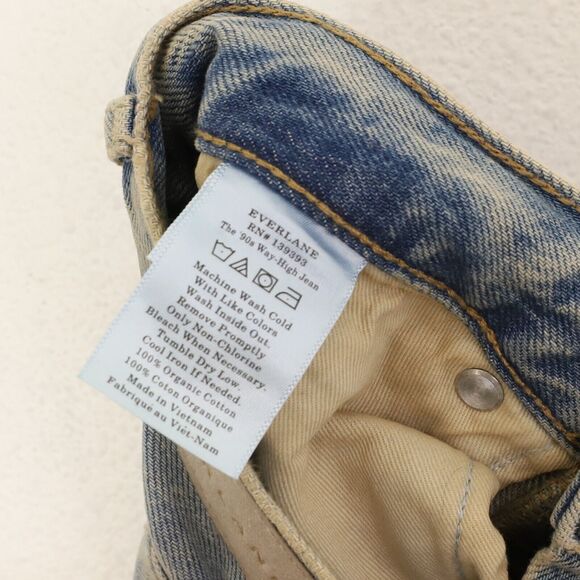 EVERLANE
RN# 139393
The '90s Way-High Jean
Machine Wash Cold
With Like Colors
Wash Inside Out.
Remove Promptly
Only Non-Chlorine
Bleach When Necessary.
Tumble Dry Low.
Cool Iron If Needed.
100% Organic Cotton
100% Coton Organique
Made in Vietnam
Fabriqué au Viêt-Nam